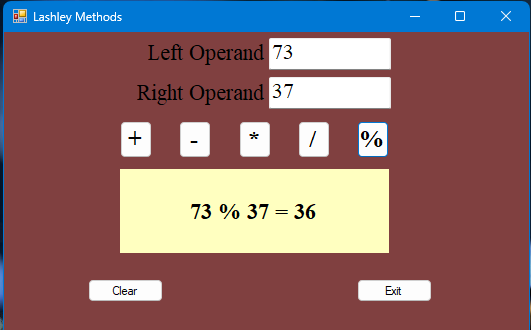 Lashley Methods
Left Operand 73
Right Operand 37
+ - * / %
73 % 37 = 36
Clear Exit